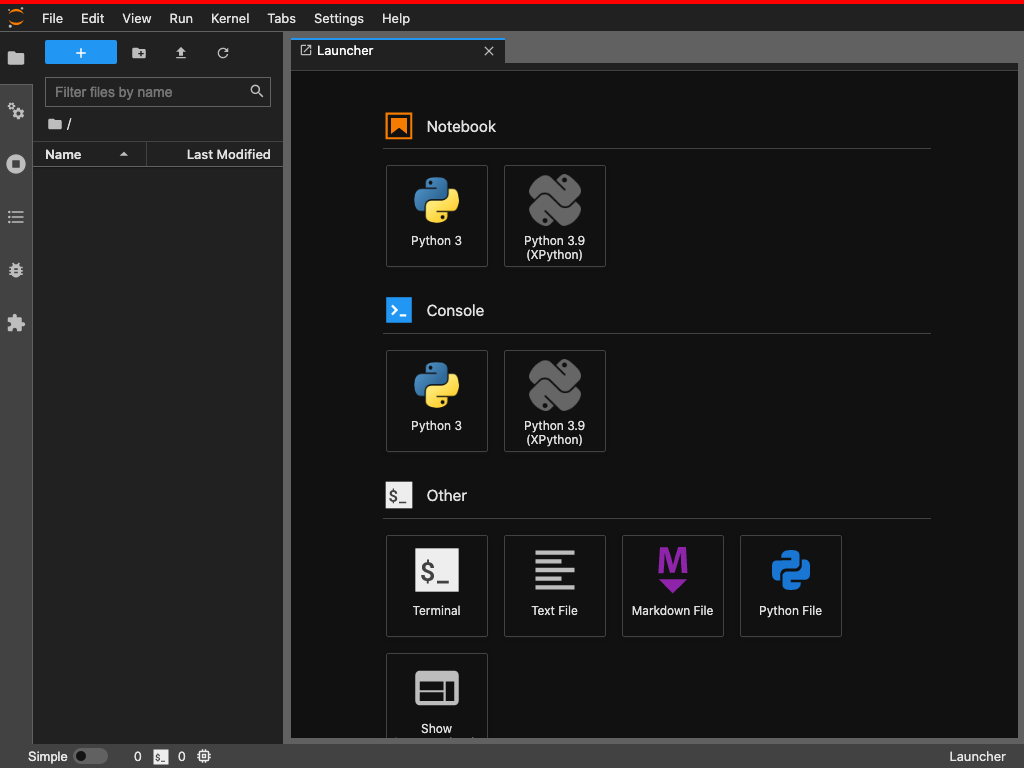 File Edit View Run Kernel Tabs Settings Help
Launcher
Filter files by name
/
Name Last Modified
Notebook
Python 3
Python 3.9
(XPython)
Console
Python 3
Python 3.9
(XPython)
$_ Other
$_
Terminal
Text File
M
Markdown File
Python File
Show
Simple 0 $_ 0 Launcher